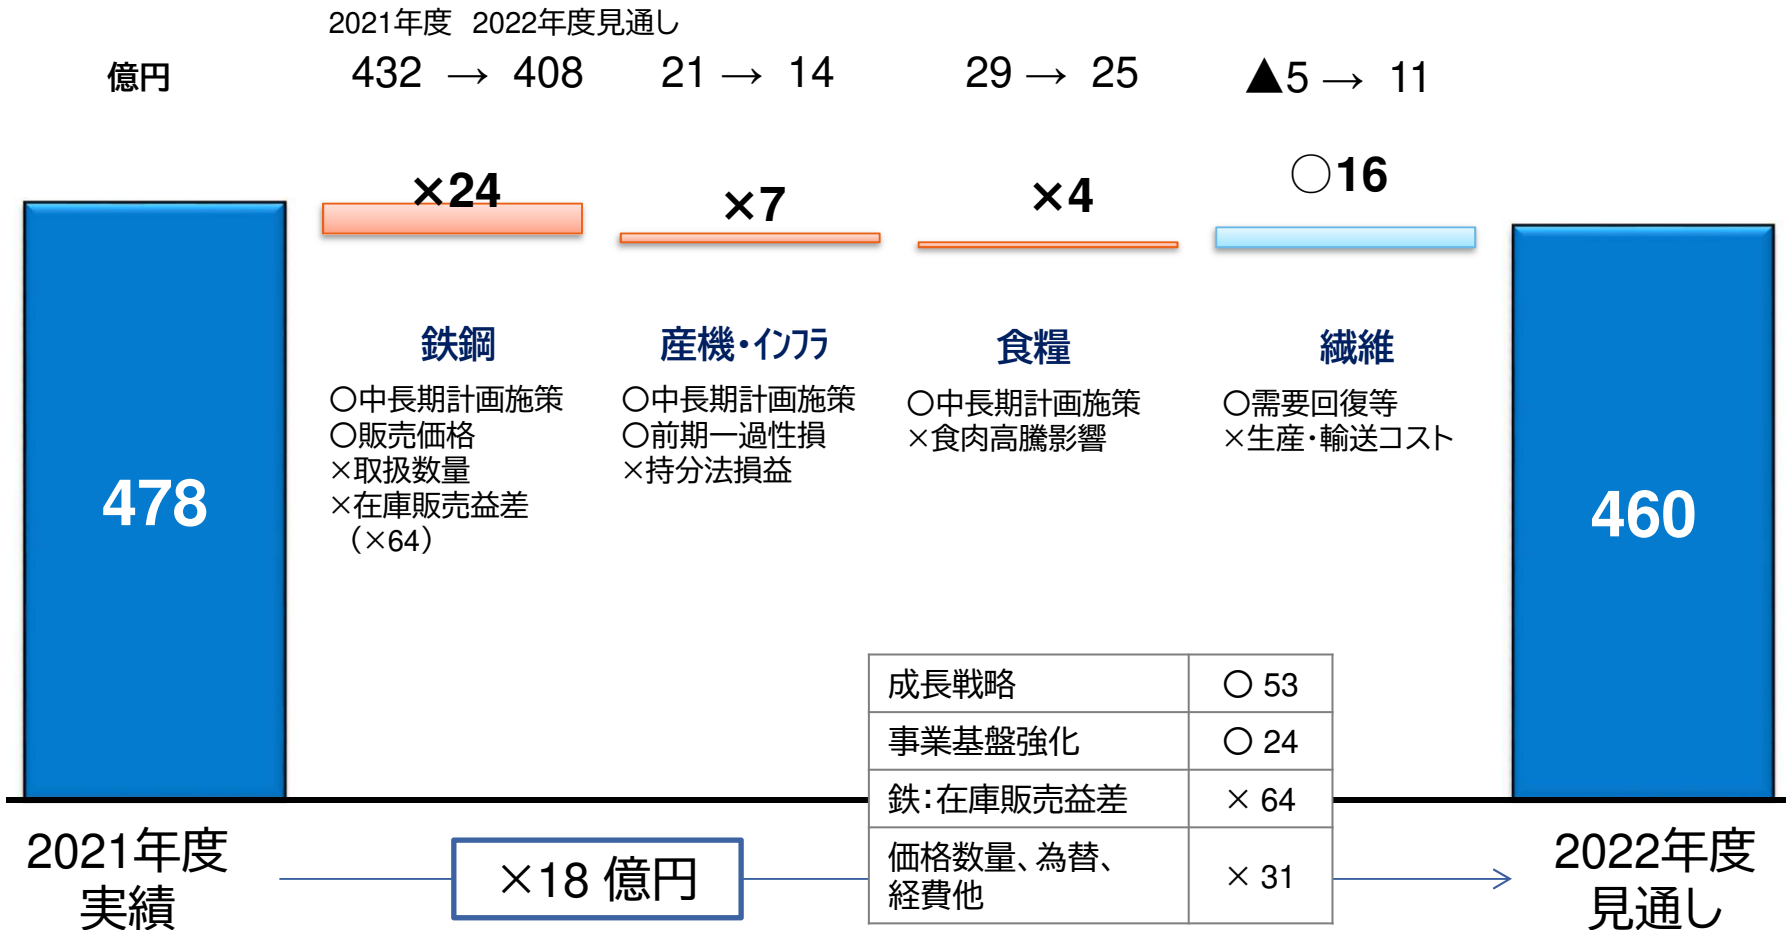 2021年度 2022年度見通し
億円
432 → 408
21 → 14
29 → 25
▲5 → 11
×24
×7
×4
○16
鉄鋼
○中長期計画施策
○販売価格
×取扱数量
×在庫販売益差
（×64）
産機・インフラ
○中長期計画施策
○前期一過性損
×持分法損益
食糧
○中長期計画施策
×食肉高騰影響
繊維
○需要回復等
×生産・輸送コスト
478
460
成長戦略 ○ 53
事業基盤強化 ○ 24
鉄：在庫販売益差 × 64
価格数量、為替、
経費他 × 31
2021年度
実績
×18 億円
2022年度
見通し